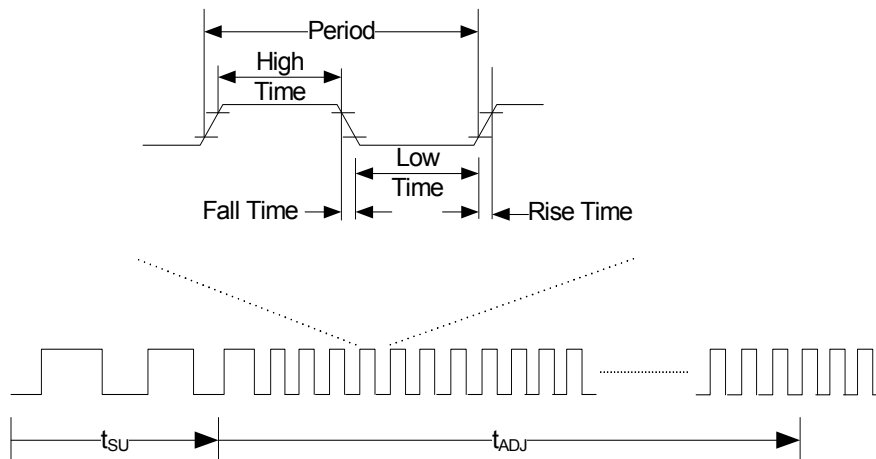 Period
High
Time
Low
Time
Fall Time
Rise Time
tSU
tADJ